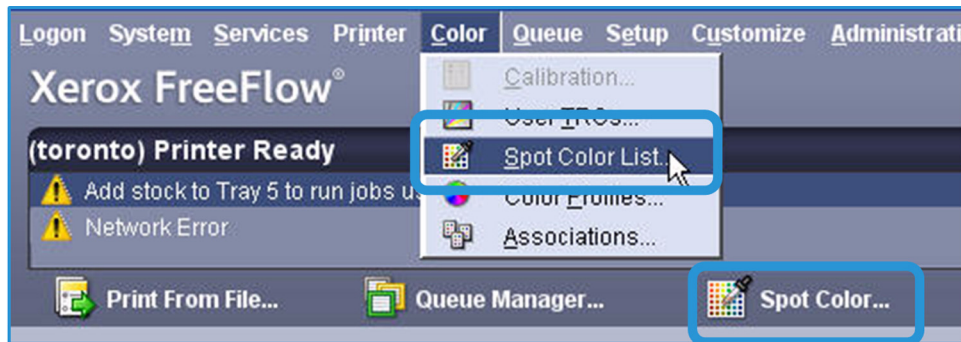 Logon System Services Printer Color Queue Setup Customize Administrati
Xerox FreeFlow®
Calibration...
User TRCs...
(toronto) Printer Ready
Spot Color List...
Add stock to Tray 5 to run jobs u
Color Profiles...
Network Error
Associations...
Print From File... Queue Manager... Spot Color...